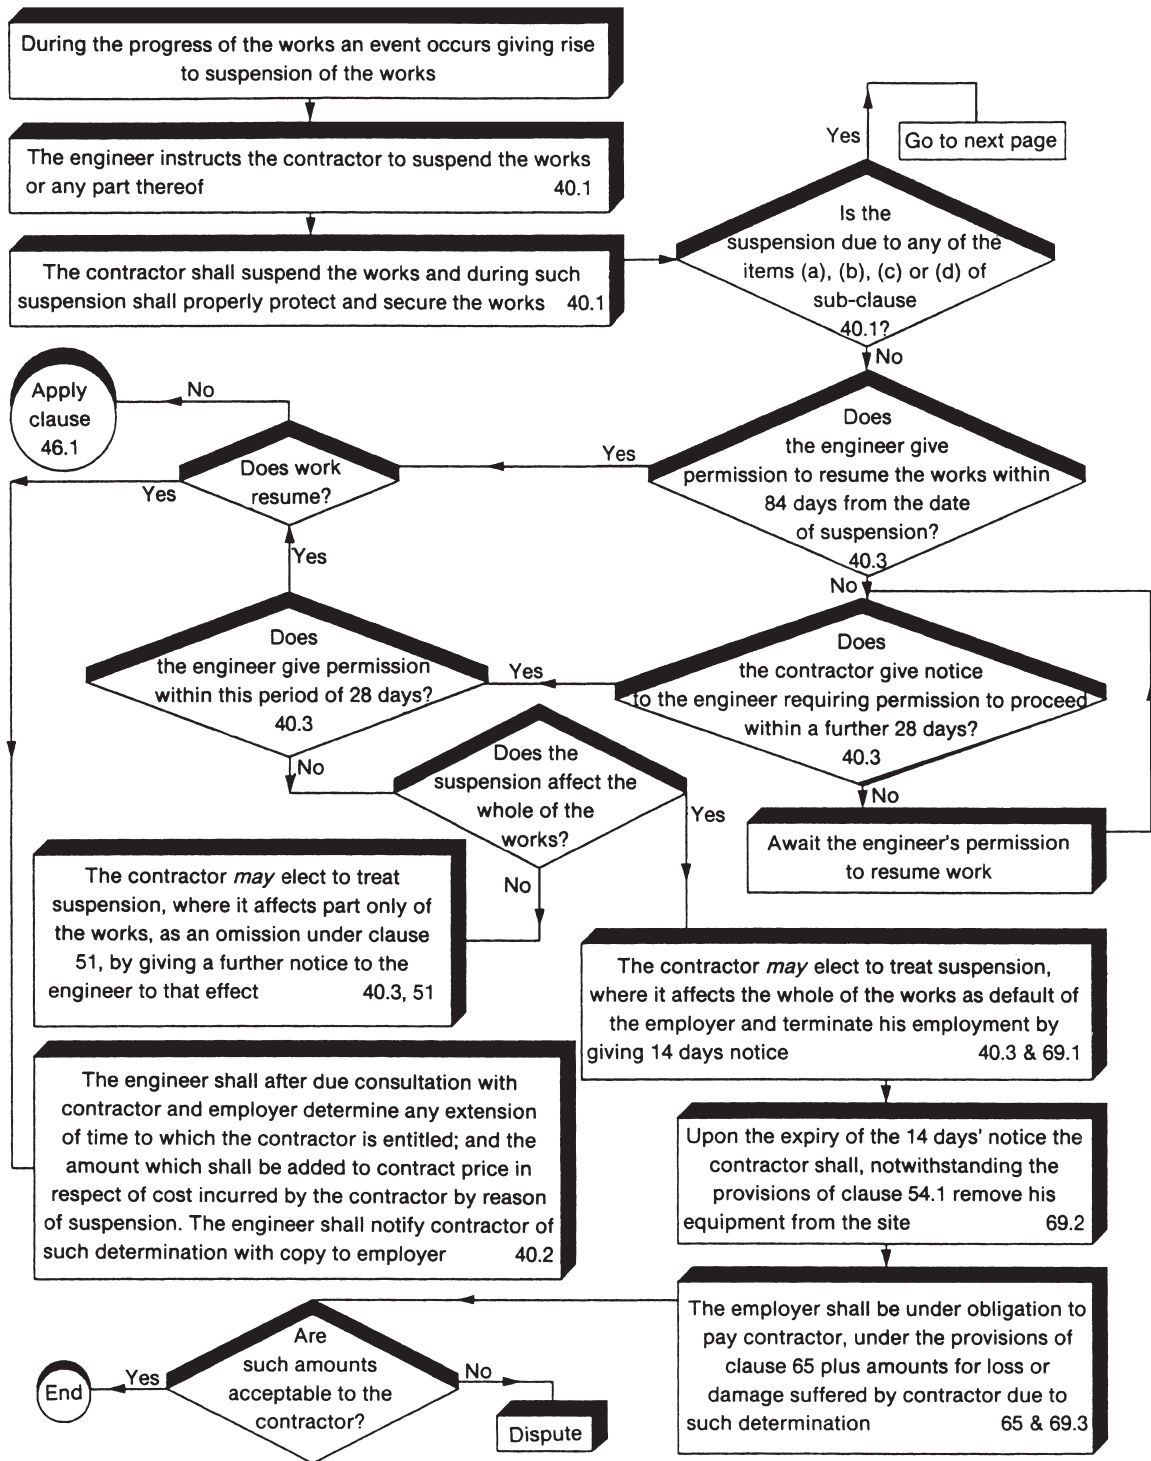 During the progress of the works an event occurs giving rise
to suspension of the works
The engineer instructs the contractor to suspend the works
or any part thereof 40.1
The contractor shall suspend the works and during such
suspension shall properly protect and secure the works 40.1
Yes
Go to next page
Is the
suspension due to any of the
items (a), (b), (c) or (d) of
sub-clause
40.1?
No
Does
the engineer give
permission to resume the works within
84 days from the date
of suspension?
40.3
Yes
No
Does work
resume?
No
Apply
clause
46.1
Yes
Yes
Does
the engineer give permission
within this period of 28 days?
40.3
Yes
No
Does
the contractor give notice
to the engineer requiring permission to proceed
within a further 28 days?
40.3
No
Await the engineer's permission
to resume work
Does the
suspension affect the
whole of the
works?
Yes
No
The contractor may elect to treat
suspension, where it affects part only of
the works, as an omission under clause
51, by giving a further notice to the
engineer to that effect 40.3, 51
The contractor may elect to treat suspension,
where it affects the whole of the works as default of
the employer and terminate his employment by
giving 14 days notice 40.3 & 69.1
The engineer shall after due consultation with
contractor and employer determine any extension
of time to which the contractor is entitled; and the
amount which shall be added to contract price in
respect of cost incurred by the contractor by reason
of suspension. The engineer shall notify contractor of
such determination with copy to employer 40.2
Upon the expiry of the 14 days' notice the
contractor shall, notwithstanding the
provisions of clause 54.1 remove his
equipment from the site 69.2
The employer shall be under obligation to
pay contractor, under the provisions of
clause 65 plus amounts for loss or
damage suffered by contractor due to
such determination 65 & 69.3
Are
such amounts
acceptable to the
contractor?
Yes
End
No
Dispute